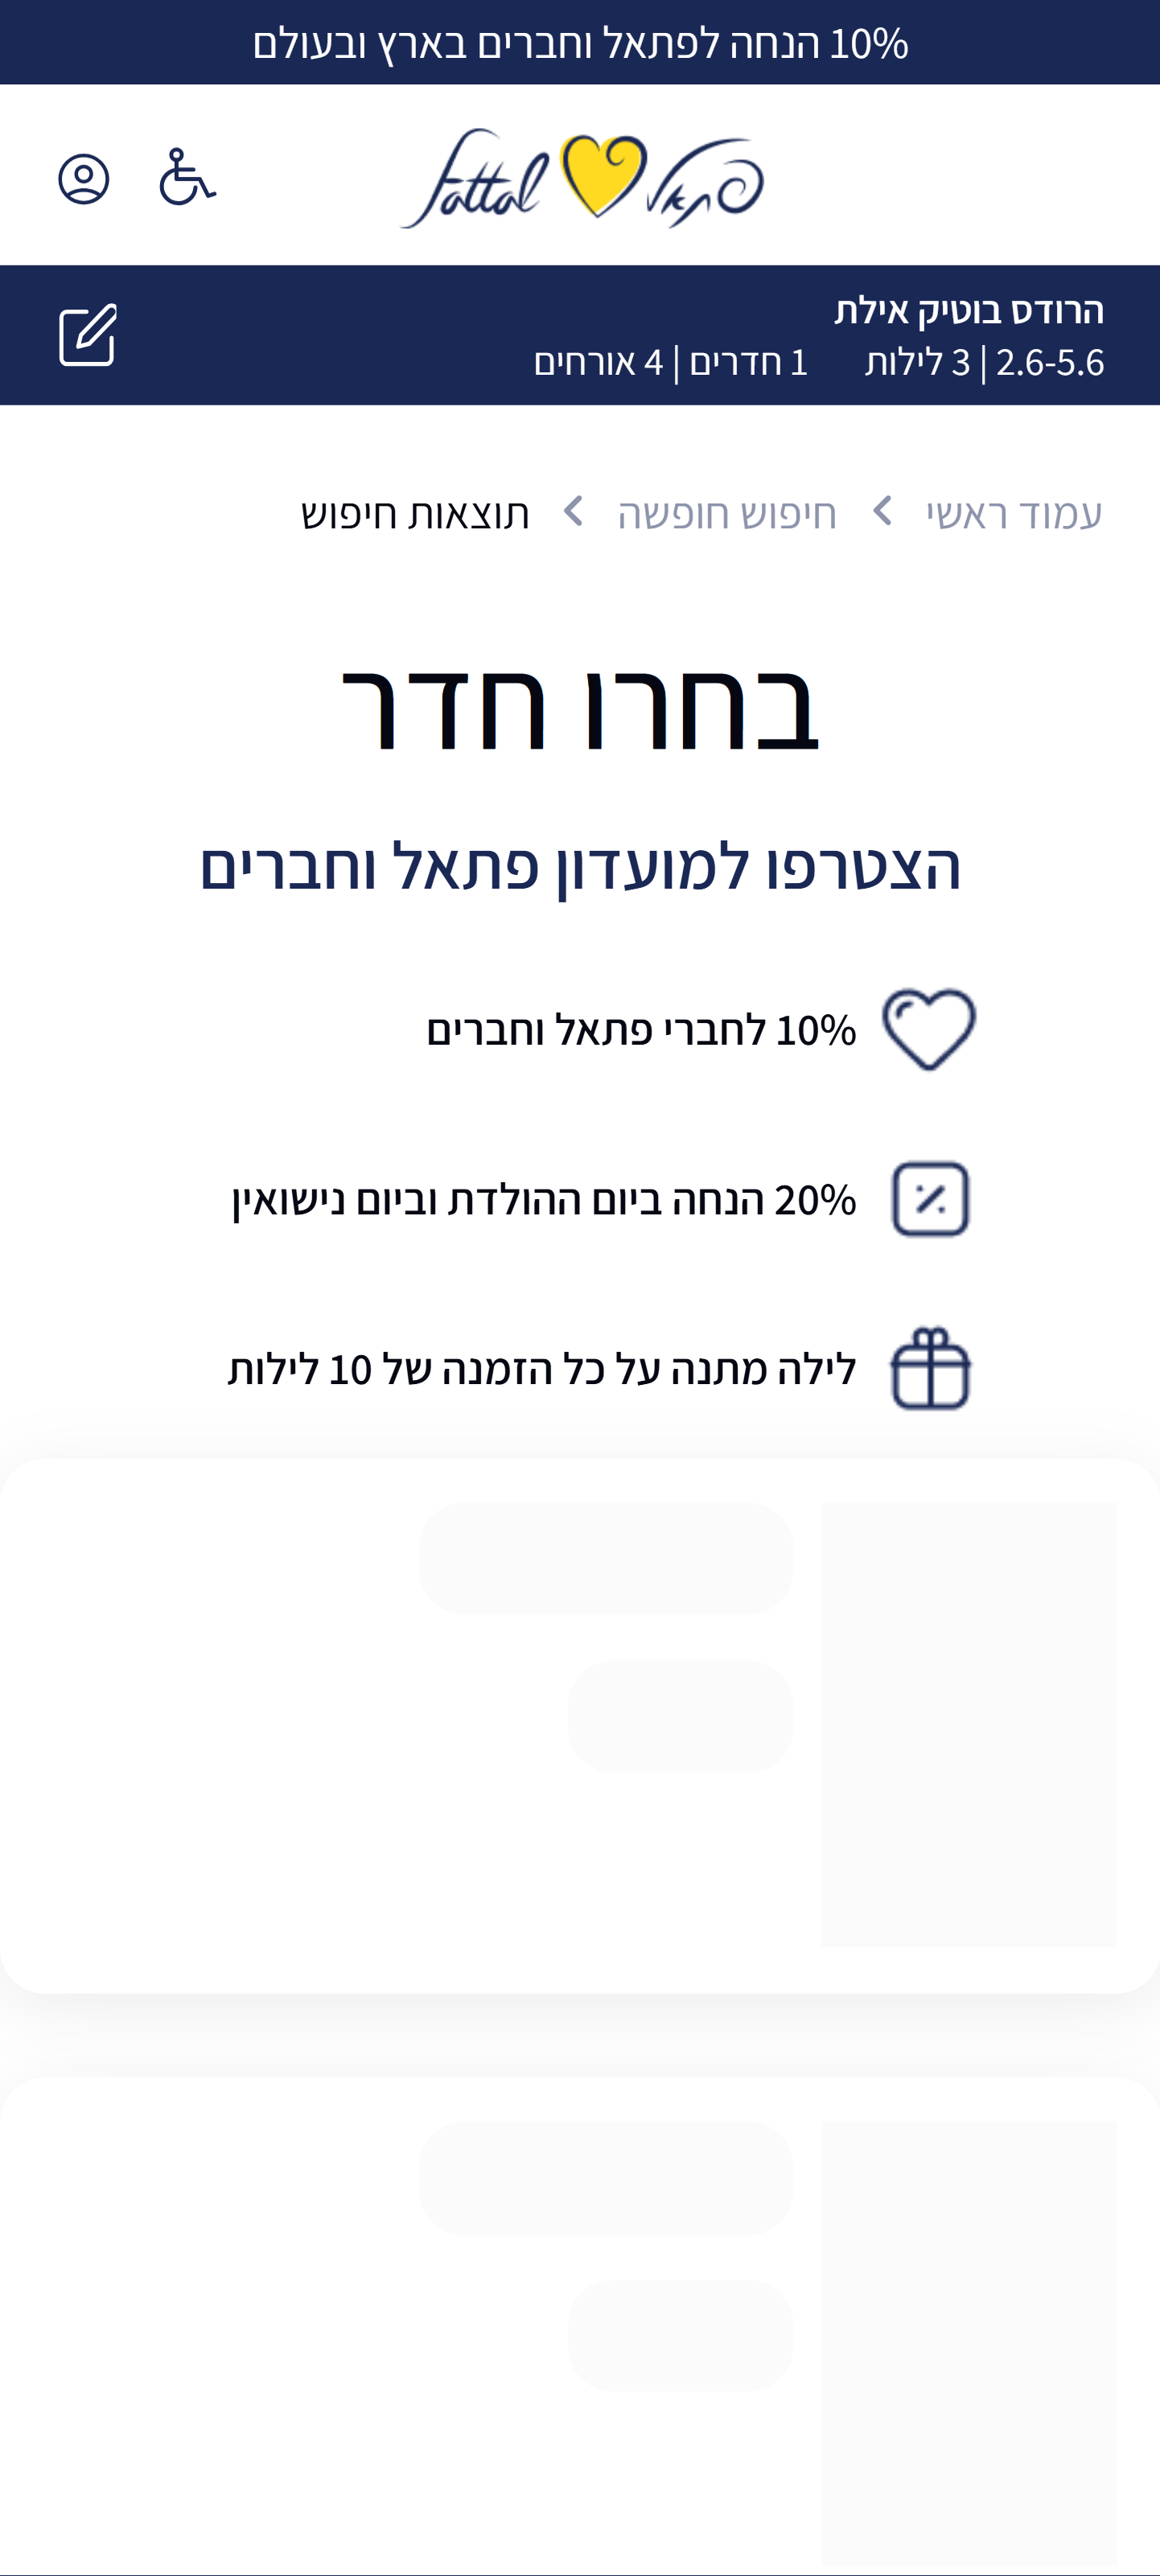 10% הנחה לפתאל וחברים בארץ ובעולם
פתאל fattal
הרודס בוטיק אילת
2.6-5.6 | 3 לילות 1 חדרים | 4 אורחים
עמוד ראשי חיפוש חופשה תוצאות חיפוש
בחרו חדר
הצטרפו למועדון פתאל וחברים
10% לחברי פתאל וחברים
20% הנחה ביום ההולדת וביום נישואין
לילה מתנה על כל הזמנה של 10 לילות